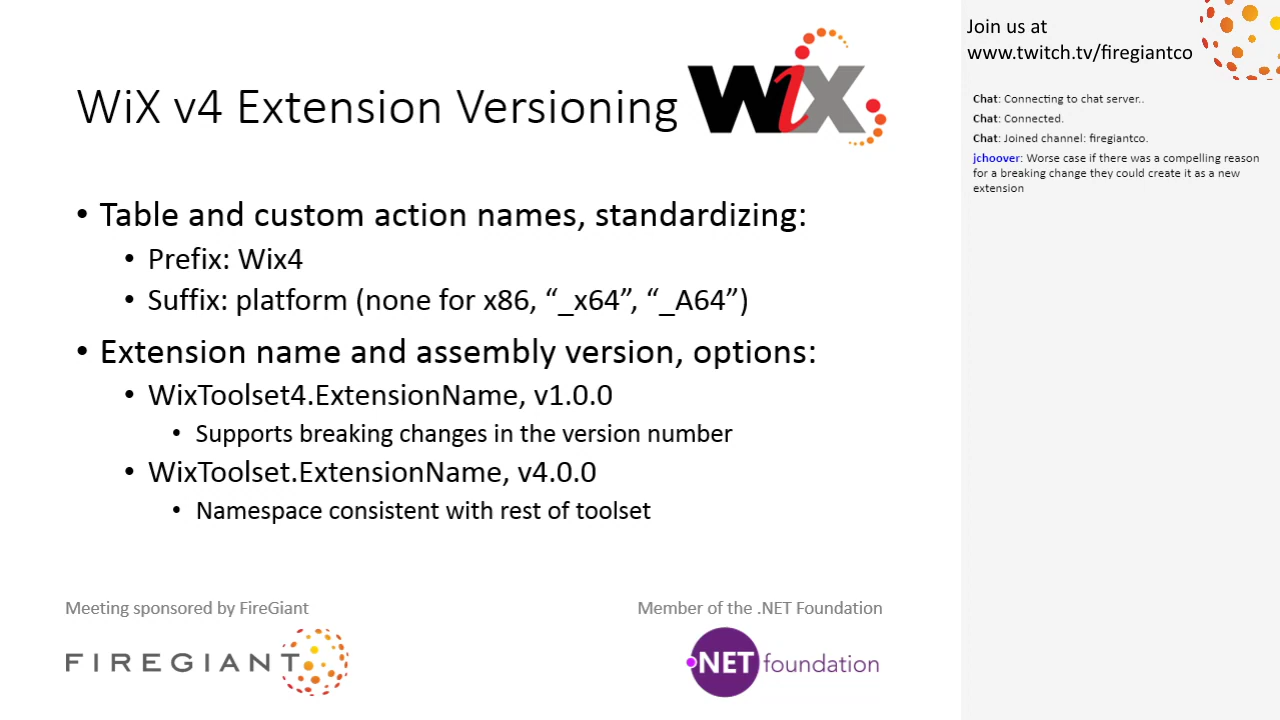 WiX v4 Extension Versioning
WiX
• Table and custom action names, standardizing:
• Prefix: Wix4
• Suffix: platform (none for x86, “_x64”, “_A64”)
• Extension name and assembly version, options:
• WixToolset4.ExtensionName, v1.0.0
• Supports breaking changes in the version number
• WixToolset.ExtensionName, v4.0.0
• Namespace consistent with rest of toolset
Meeting sponsored by FireGiant
FIREGIANT
Member of the .NET Foundation
.NET foundation
Join us at
www.twitch.tv/firegiantco
Chat: Connecting to chat server..
Chat: Connected.
Chat: Joined channel: firegiantco.
jchoover: Worse case if there was a compelling reason
for a breaking change they could create it as a new
extension